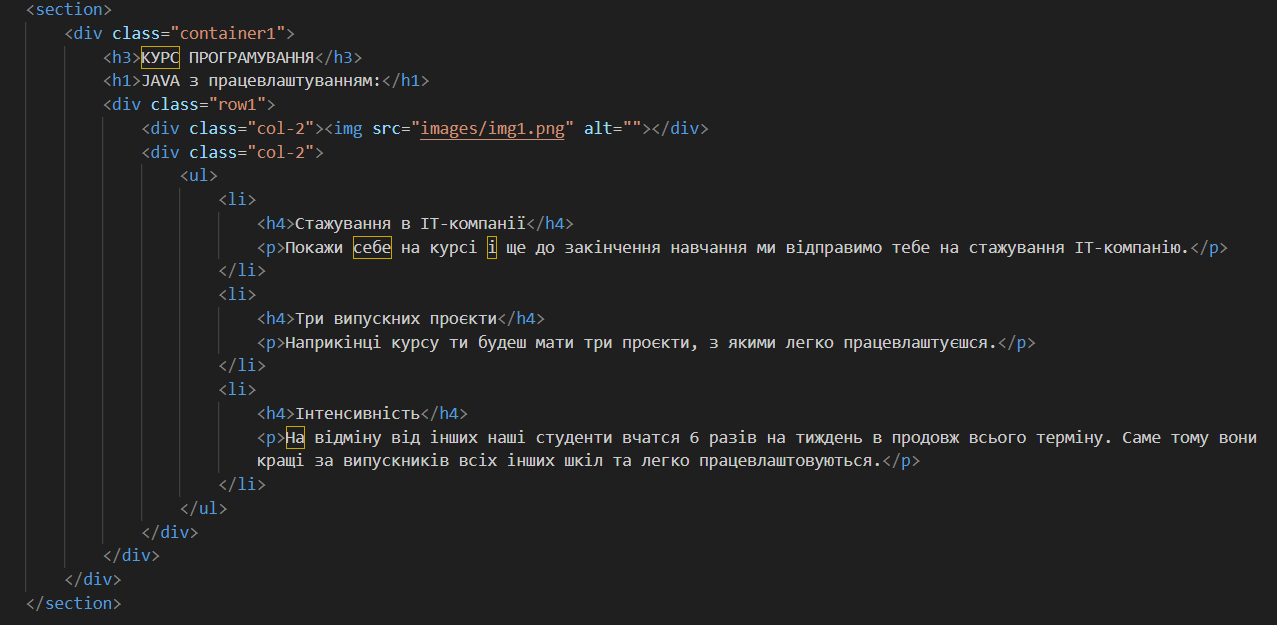 <section>
<div class="container1">
<h3>КУРС ПРОГРАМУВАННЯ</h3>
<h1>JAVA з працевлаштуванням:</h1>
<div class="row1">
<div class="col-2"><img src="images/img1.png" alt=""></div>
<div class="col-2">
<ul>
<li>
<h4>Стажування в ІТ-компанії</h4>
<p>Покажи себе на курсі і ще до закінчення навчання ми відправимо тебе на стажування ІТ-компанію.</p>
</li>
<li>
<h4>Три випускних проєкти</h4>
<p>Наприкінці курсу ти будеш мати три проєкти, з якими легко працевлаштуєшся.</p>
</li>
<li>
<h4>Інтенсивність</h4>
<p>На відміну від інших наші студенти вчатся 6 разів на тиждень в продовж всього терміну. Саме тому вони
кращі за випускників всіх інших шкіл та легко працевлаштовуються.</p>
</li>
</ul>
</div>
</div>
</div>
</section>